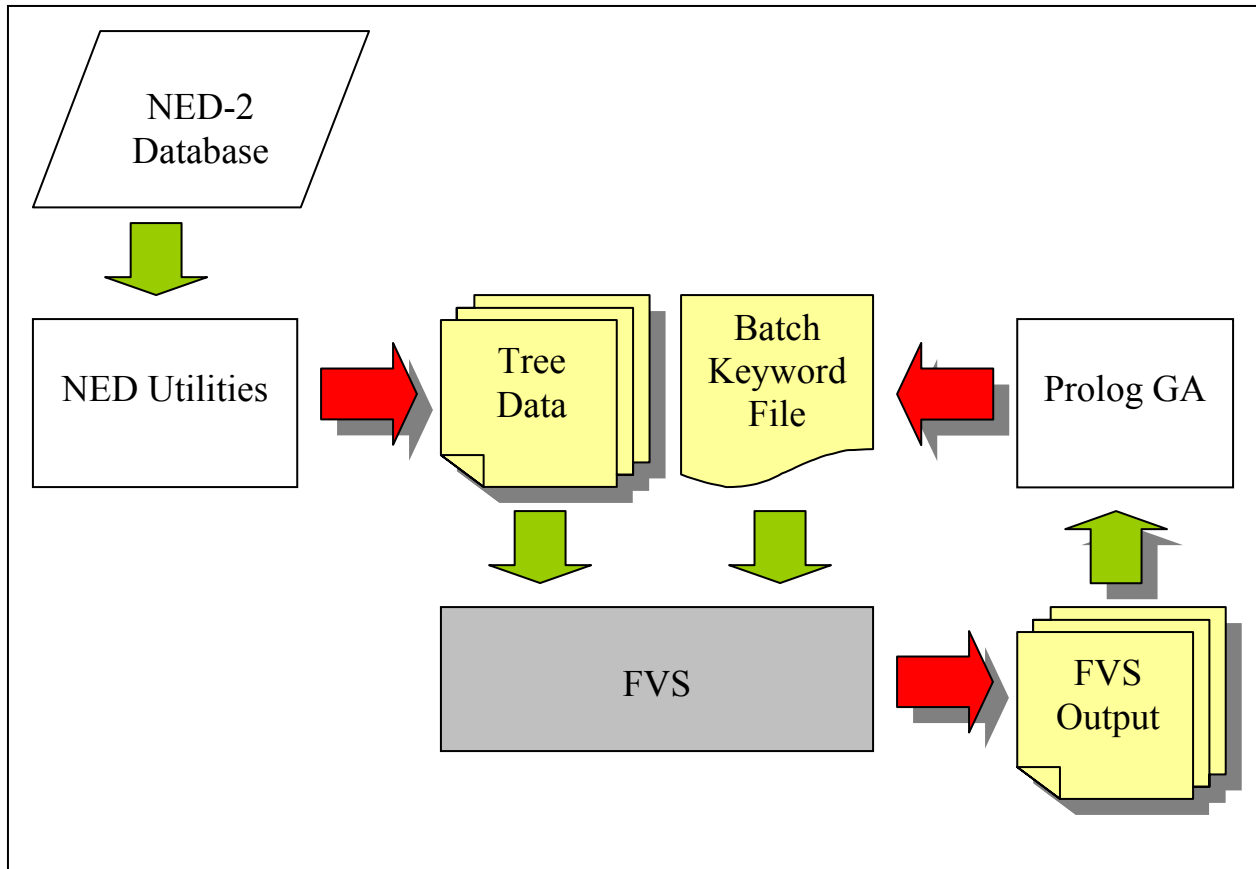 NED-2
Database
NED Utilities
Tree
Data
Batch
Keyword
File
Prolog GA
FVS
FVS
Output